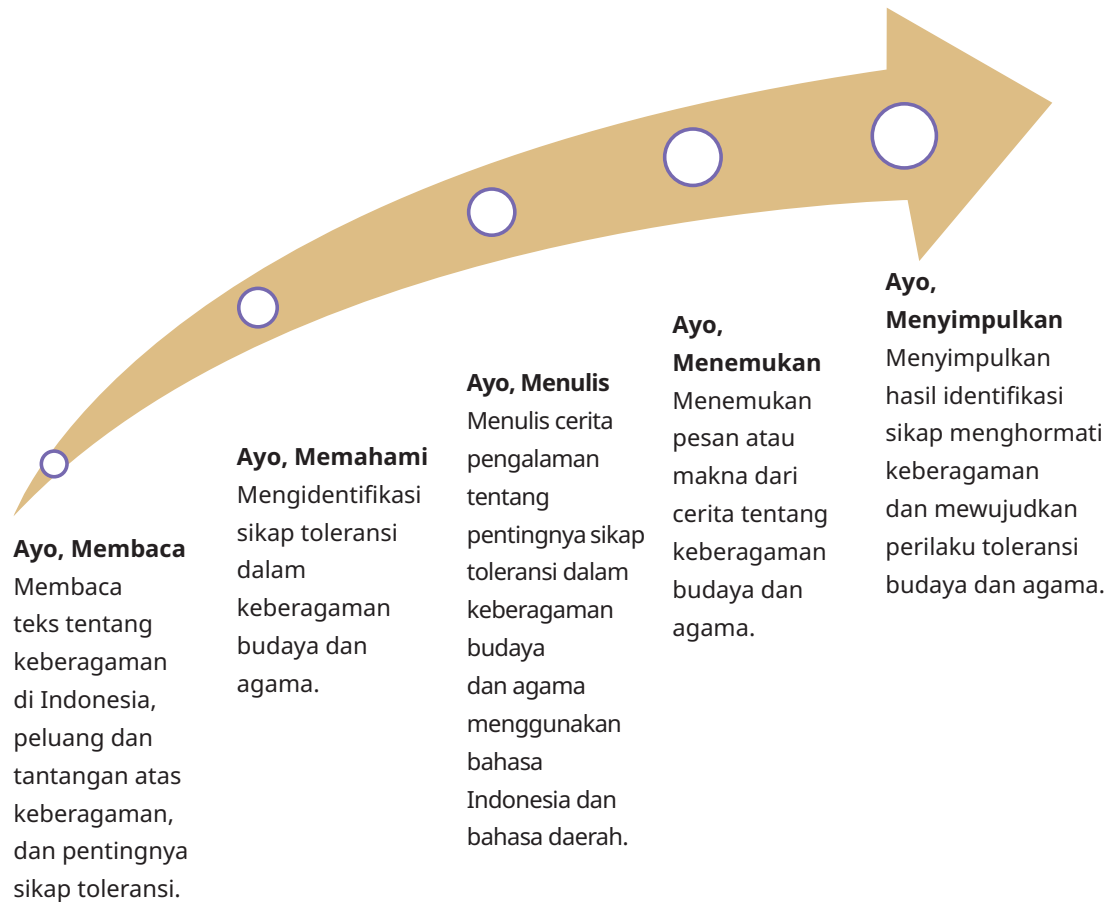 Ayo, Membaca
Membaca
teks tentang
keberagaman
di Indonesia,
peluang dan
tantangan atas
keberagaman,
dan pentingnya
sikap toleransi.
Ayo, Memahami
Mengidentifikasi
sikap toleransi
dalam
keberagaman
budaya dan
agama.
Ayo, Menulis
Menulis cerita
pengalaman
tentang
pentingnya sikap
toleransi dalam
keberagaman
budaya
dan agama
menggunakan
bahasa
Indonesia dan
bahasa daerah.
Ayo,
Menemukan
Menemukan
pesan atau
makna dari
cerita tentang
keberagaman
budaya dan
agama.
Ayo,
Menyimpulkan
Menyimpulkan
hasil identifikasi
sikap menghormati
keberagaman
dan mewujudkan
perilaku toleransi
budaya dan agama.